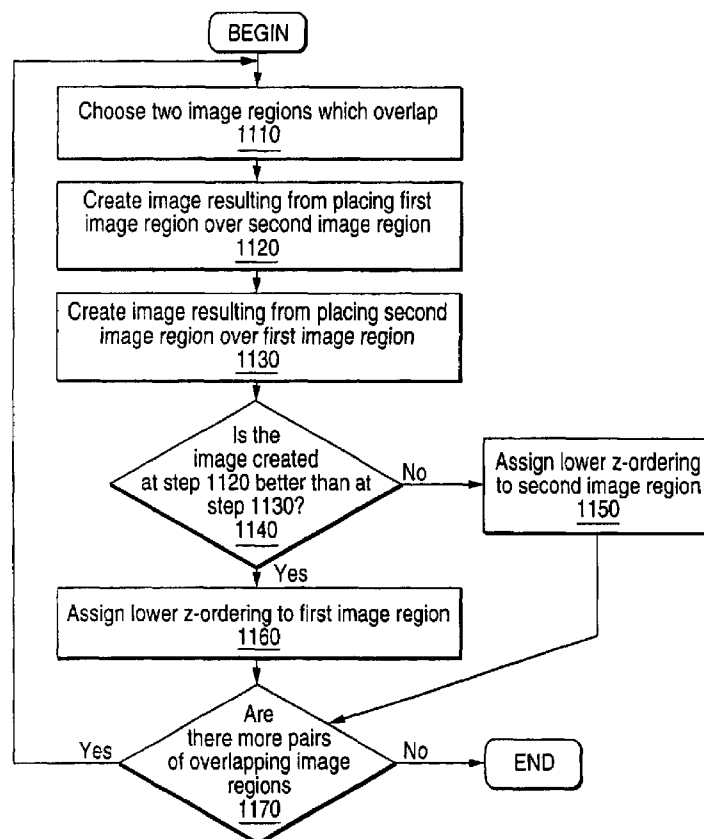 BEGIN
Choose two image regions which overlap
1110
Create image resulting from placing first
image region over second image region
1120
Create image resulting from placing second
image region over first image region
1130
Is the
image created
at step 1120 better than at
step 1130?
1140
No
Assign lower z-ordering
to second image region
1150
Yes
Assign lower z-ordering to first image region
1160
Are
there more pairs
of overlapping image
regions
1170
Yes
No
END